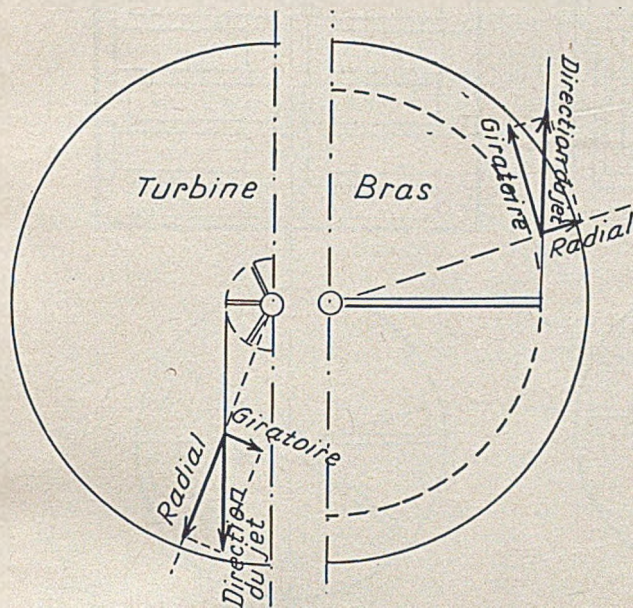 Turbine
Bras
Direction du jet
Giratoire
Radial
Giratoire
Radial
Direction
du jet